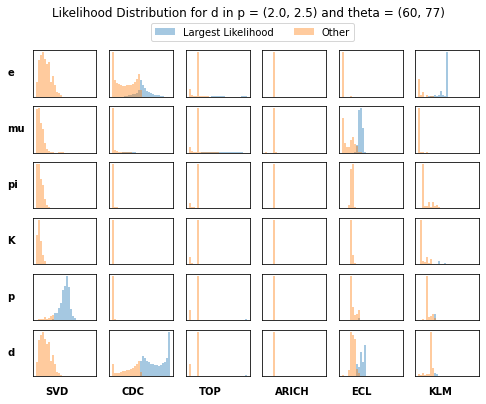 Likelihood Distribution for d in p = (2.0, 2.5) and theta = (60, 77)
Largest Likelihood Other
e
mu
pi
K
p
d
SVD CDC TOP ARICH ECL KLM